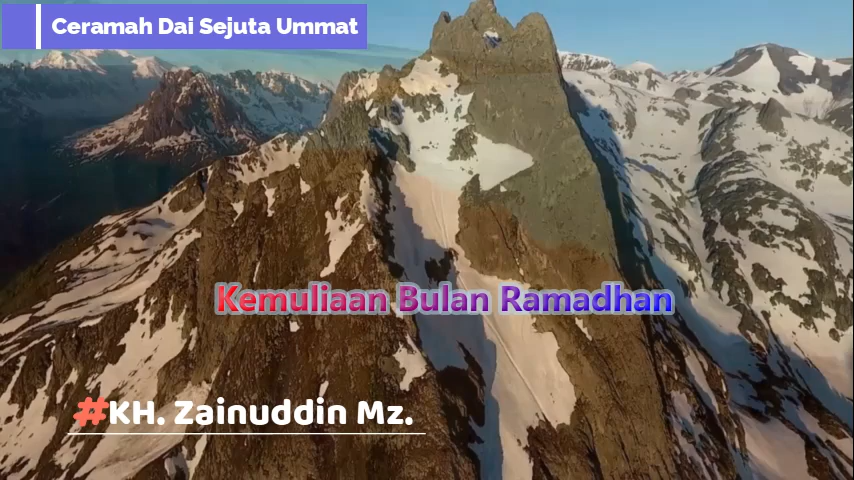 Ceramah Dai Sejuta Ummat
Kemuliaan Bulan Ramadhan
#KH. Zainuddin Mz.